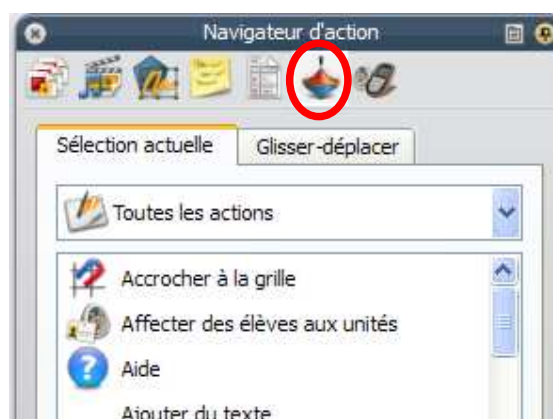 Navigateur d'action
Sélection actuelle
Glisser-déplacer
Toutes les actions
Accrocher à la grille
Affecter des élèves aux unités
Aide
Ajouter du texte